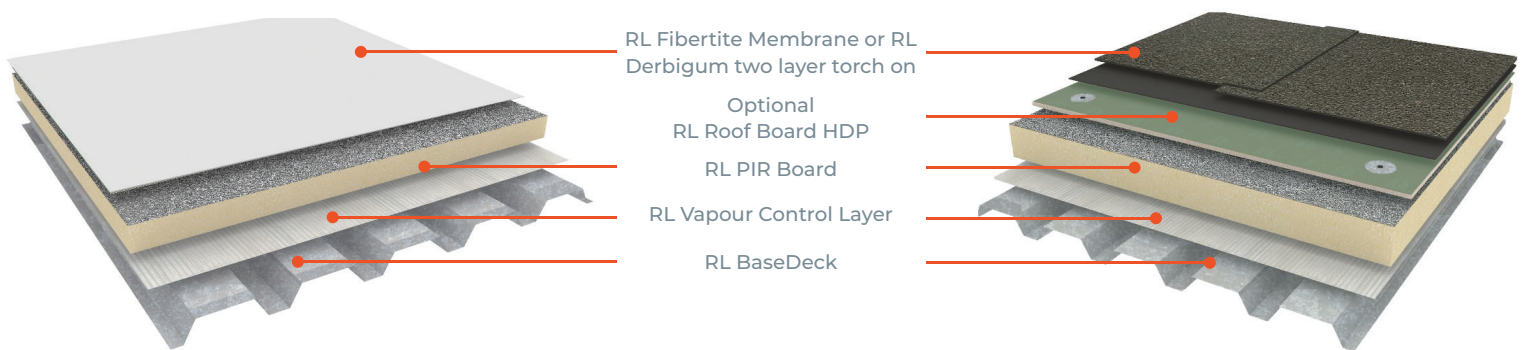 RL Fibertite Membrane or RL
Derbigum two layer torch on
Optional
RL Roof Board HDP
RL PIR Board
RL Vapour Control Layer
RL BaseDeck